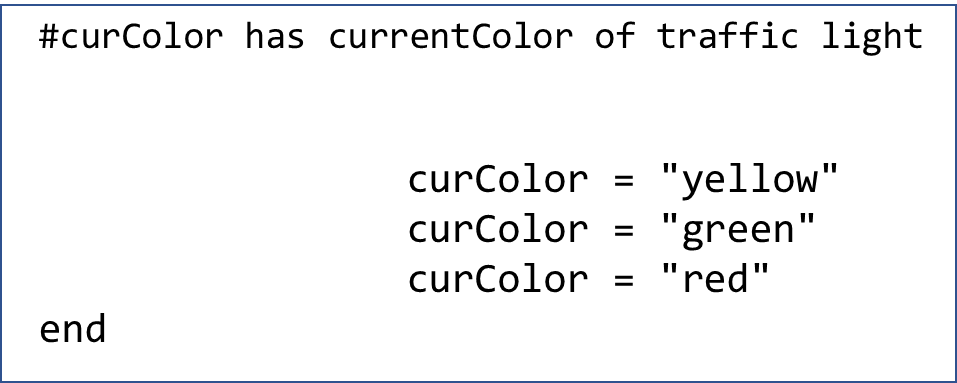 #curColor has currentColor of traffic light
curColor = "yellow"
curColor = "green"
curColor = "red"
end